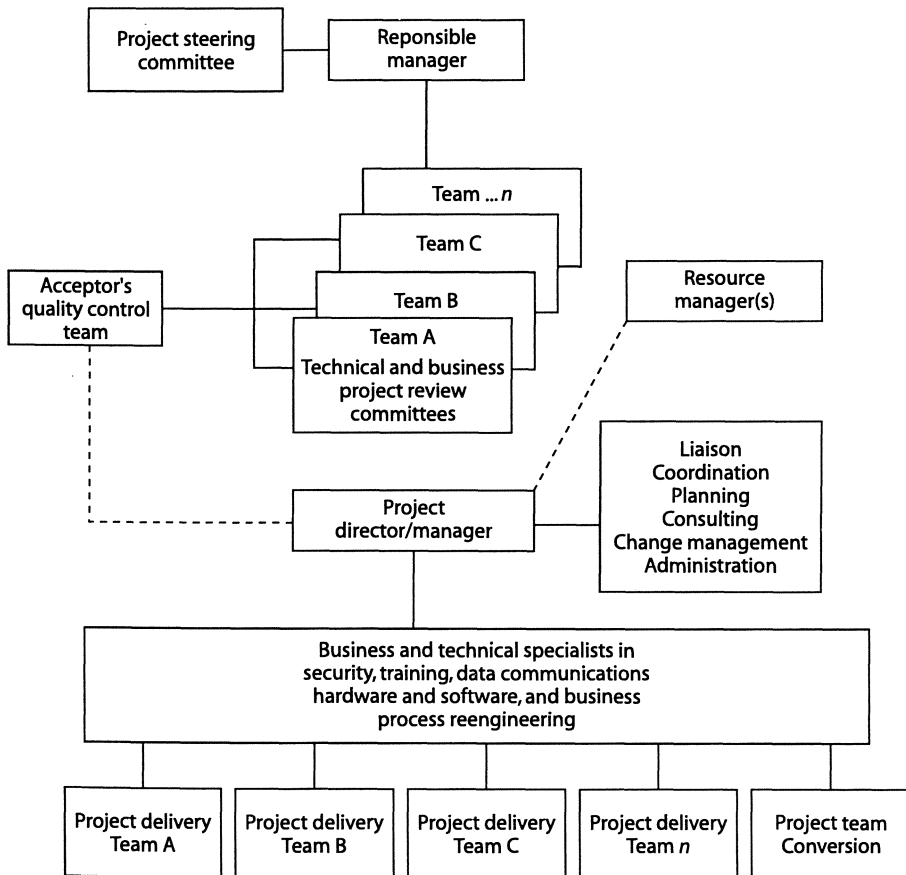 Project steering
committee
Reponsible
manager
Team ... n
Team C
Team B
Team A
Technical and business
project review
committees
Acceptor's
quality control
team
Resource
manager(s)
Project
director/manager
Liaison
Coordination
Planning
Consulting
Change management
Administration
Business and technical specialists in
security, training, data communications
hardware and software, and business
process reengineering
Project delivery
Team A
Project delivery
Team B
Project delivery
Team C
Project delivery
Team n
Project team
Conversion